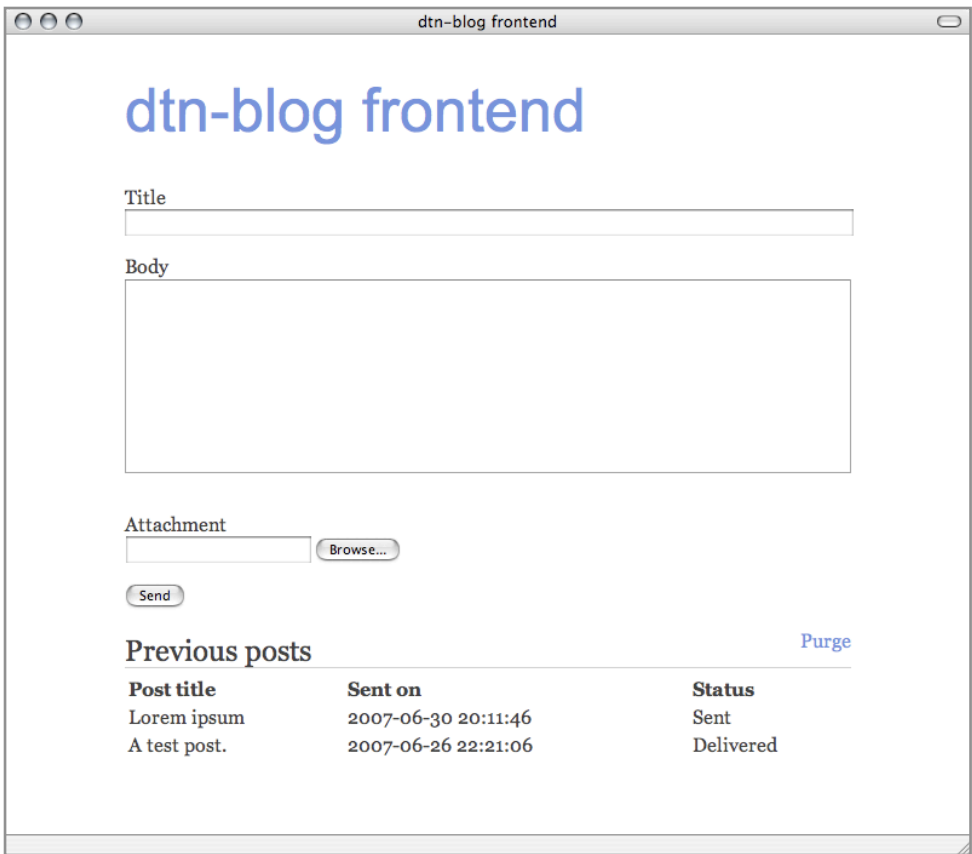 dtn-blog frontend
dtn-blog frontend
Title
Body
Attachment
Browse...
Send
Previous posts Purge
Post title Sent on Status
Lorem ipsum 2007-06-30 20:11:46 Sent
A test post. 2007-06-26 22:21:06 Delivered